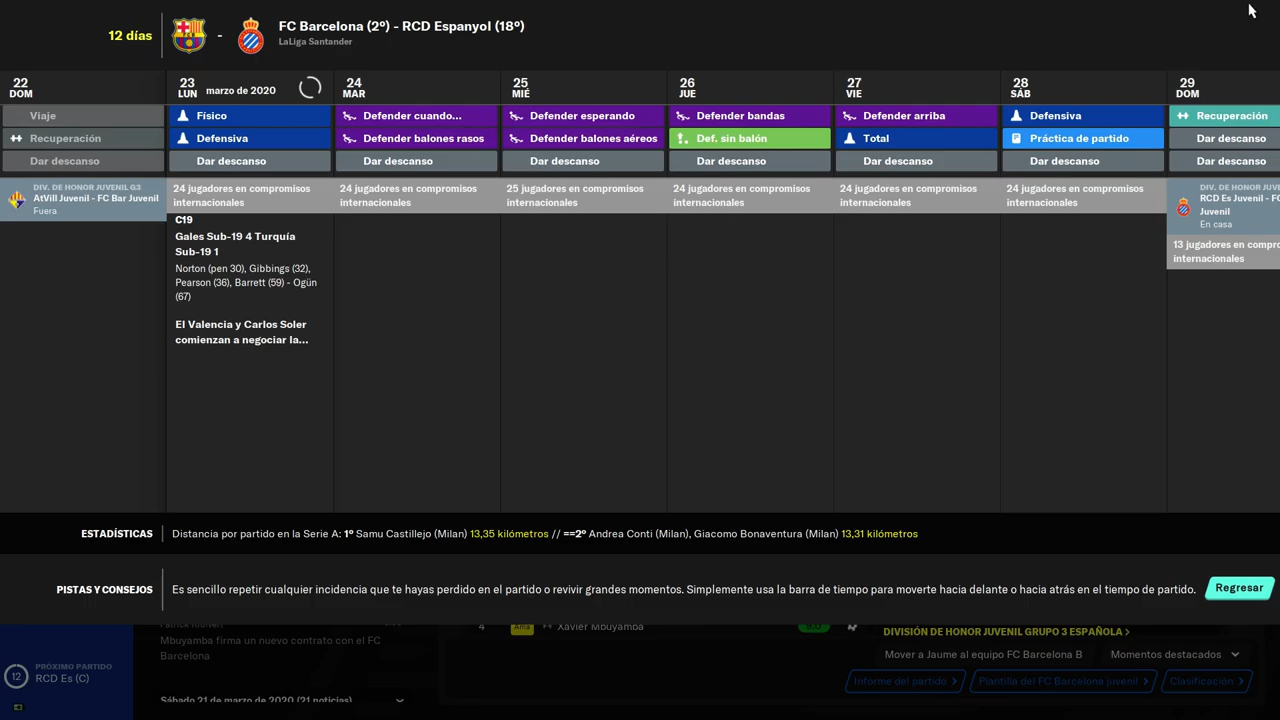 12 días
FC Barcelona (2º) - RCD Espanyol (18º)
LaLiga Santander
22
DOM
23
LUN marzo de 2020
24
MAR
25
MIÉ
26
JUE
27
VIE
28
SÁB
29
DOM
Viaje
Recuperación
Dar descanso
Físico
Defensiva
Dar descanso
Defender cuando...
Defender balones rasos
Dar descanso
Defender esperando
Defender balones aéreos
Dar descanso
Defender bandas
Def. sin balón
Dar descanso
Defender arriba
Total
Dar descanso
Defensiva
Práctica de partido
Dar descanso
Recuperación
Dar descanso
Dar descanso
DIV. DE HONOR JUVENIL G3
AtVill Juvenil - FC Bar Juvenil
Fuera
24 jugadores en compromisos
internacionales
C19
Gales Sub-19 4 Turquía
Sub-19 1
Norton (pen 30), Gibbings (32),
Pearson (36), Barrett (59) - Ogün
(67)
El Valencia y Carlos Soler
comienzan a negociar la...
24 jugadores en compromisos
internacionales
25 jugadores en compromisos
internacionales
24 jugadores en compromisos
internacionales
24 jugadores en compromisos
internacionales
24 jugadores en compromisos
internacionales
DIV. DE HONOR JUVE
RCD Es Juvenil - FC
Juvenil
En casa
13 jugadores en compro
internacionales
ESTADÍSTICAS
Distancia por partido en la Serie A: 1º Samu Castillejo (Milan) 13,35 kilómetros // ==2º Andrea Conti (Milan), Giacomo Bonaventura (Milan) 13,31 kilómetros
PISTAS Y CONSEJOS
Es sencillo repetir cualquier incidencia que te hayas perdido en el partido o revivir grandes momentos. Simplemente usa la barra de tiempo para moverte hacia delante o hacia atrás en el tiempo de partido.
Regresar
Mbuyamba firma un nuevo contrato con el FC
Barcelona
Sábado 21 de marzo de 2020 (21 noticias)
12
PRÓXIMO PARTIDO
RCD Es (C)
4 Xavier Mbuyamba
DIVISIÓN DE HONOR JUVENIL GRUPO 3 ESPAÑOLA >
Mover a Jaume al equipo FC Barcelona B
Momentos destacados
Informe del partido >
Plantilla del FC Barcelona juvenil >
Clasificación >